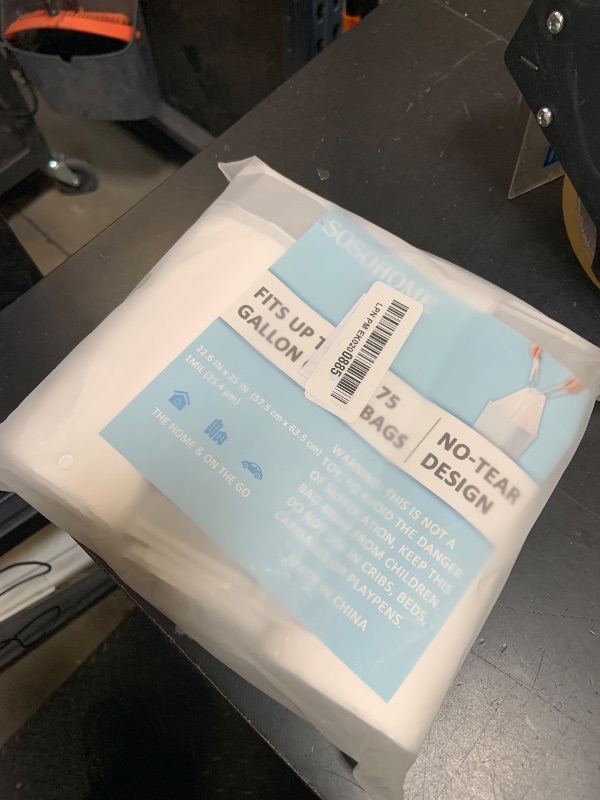 SOSOHOME
FITS UP
GALLON
75
BAGS
NO-TEAR
DESIGN
LPN PM EK0200885
22.6 IN x 25 IN (57.5 cm x 63.5 cm)
1MIL (25.4 µm)
THE HOME & ON THE GO
WARNING: THIS IS NOT A
TOY. TO AVOID THE DANGER
OF SUFFOCATION, KEEP THIS
BAG AWAY FROM CHILDREN.
DO NOT USE IN CRIBS, BEDS,
CARRIAGES OR PLAYPENS.
MADE IN CHINA